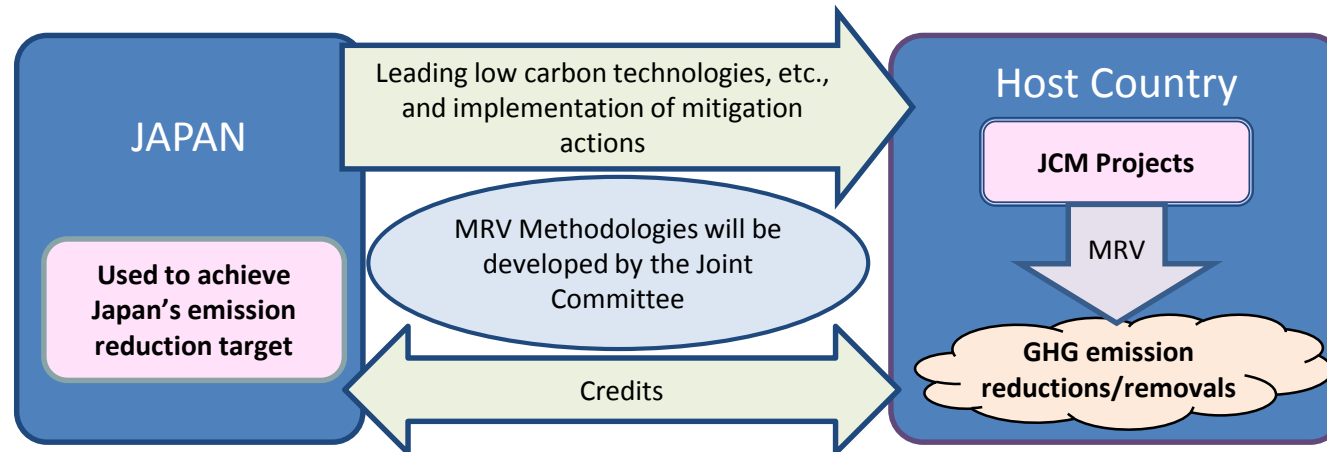 JAPAN
Used to achieve
Japan’s emission
reduction target
Leading low carbon technologies, etc.,
and implementation of mitigation
actions
MRV Methodologies will be
developed by the Joint
Committee
Credits
Host Country
JCM Projects
MRV
GHG emission
reductions/removals